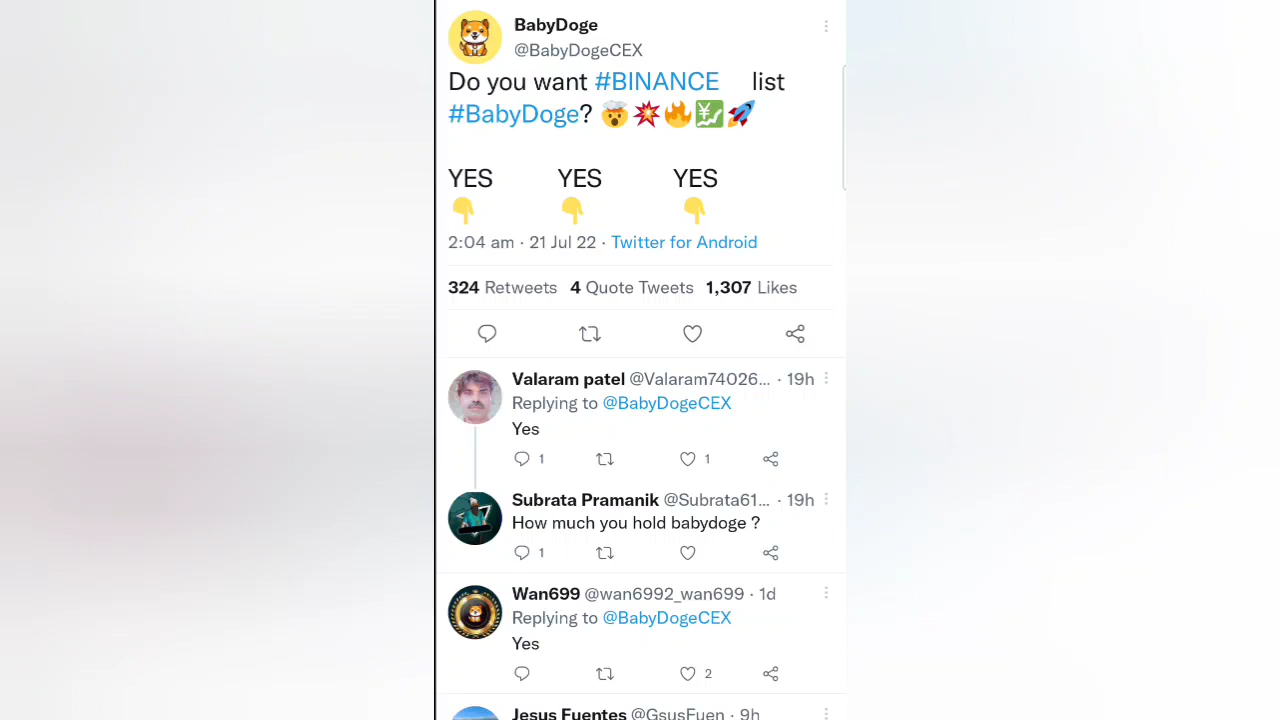 BabyDoge
@BabyDogeCEX
Do you want #BINANCE list
#BabyDoge? 🤯💥🔥💹🚀
YES YES YES
👇 👇 👇
2:04 am · 21 Jul 22 · Twitter for Android
324 Retweets 4 Quote Tweets 1,307 Likes
Valaram patel @Valaram74026... · 19h
Replying to @BabyDogeCEX
Yes
1 1
Subrata Pramanik @Subrata61... · 19h
How much you hold babydoge ?
1
Wan699 @wan6992_wan699 · 1d
Replying to @BabyDogeCEX
Yes
2
Jesus Fuentes @GsusFuen · 9h